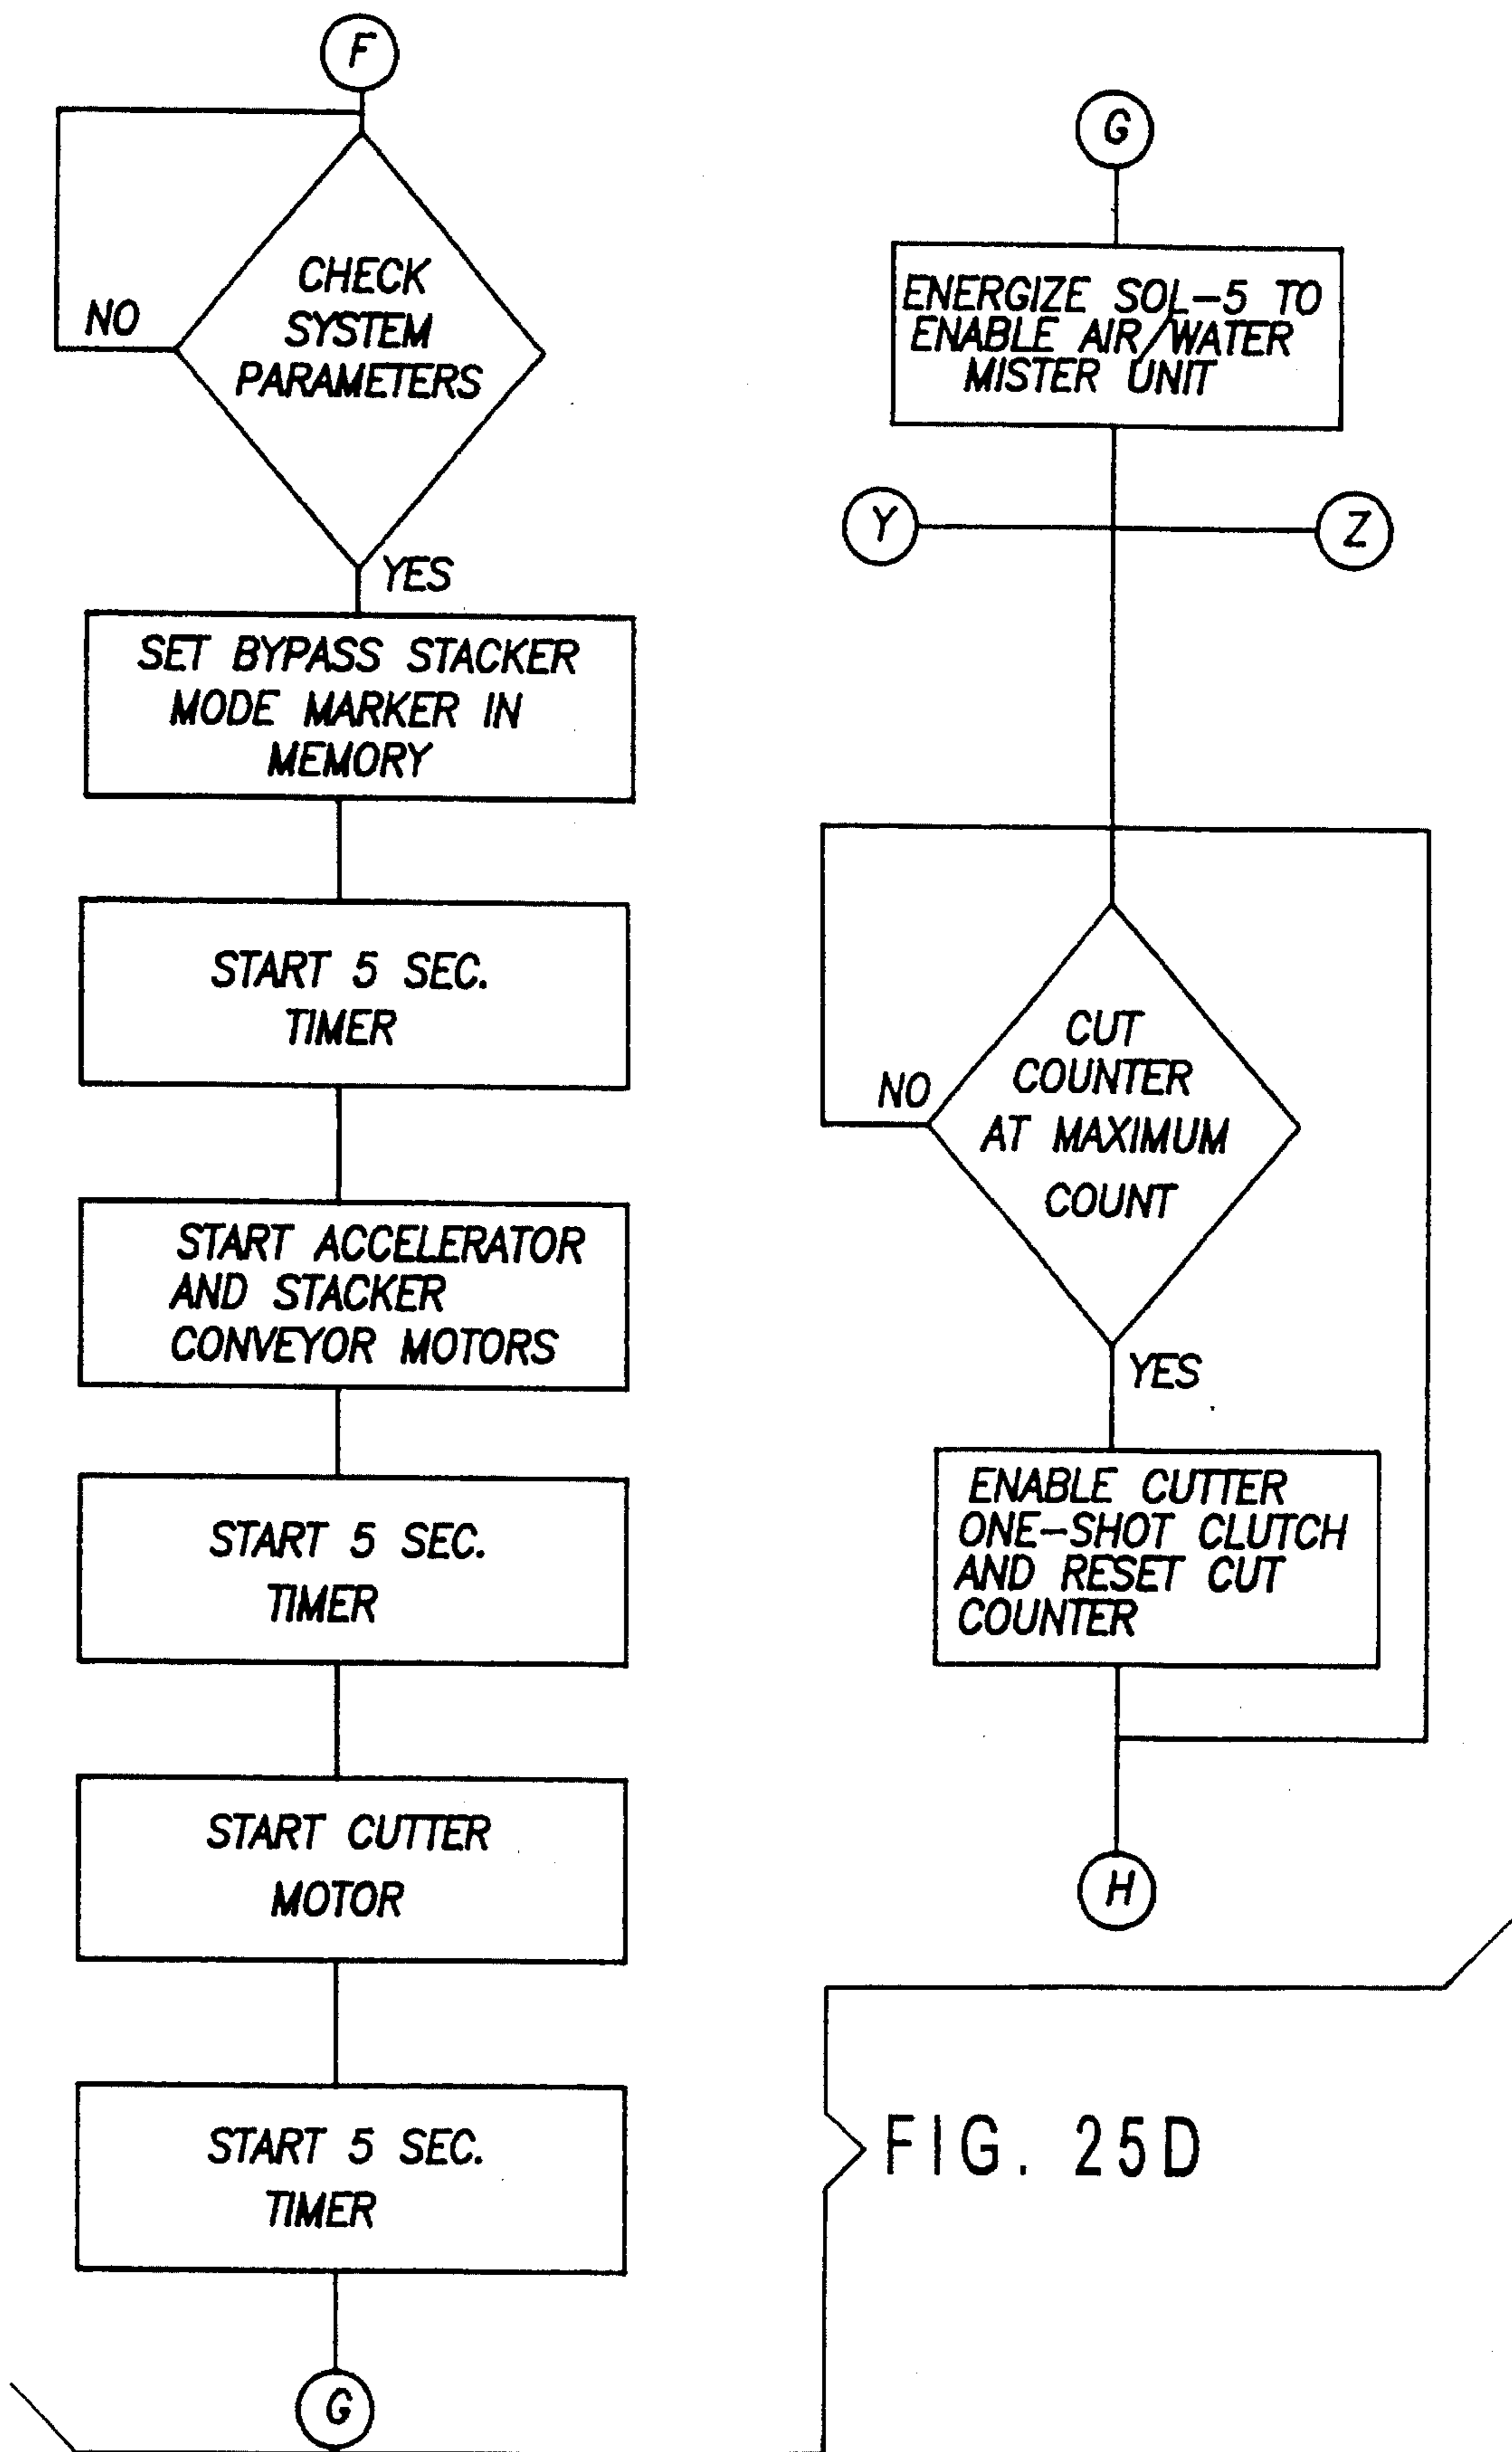 F
CHECK
SYSTEM
PARAMETERS
NO
YES
SET BYPASS STACKER
MODE MARKER IN
MEMORY
START 5 SEC.
TIMER
START ACCELERATOR
AND STACKER
CONVEYOR MOTORS
START 5 SEC.
TIMER
START CUTTER
MOTOR
START 5 SEC.
TIMER
G
G
ENERGIZE SOL-5 TO
ENABLE AIR/WATER
MISTER UNIT
Y
Z
CUT
COUNTER
AT MAXIMUM
COUNT
NO
YES
ENABLE CUTTER
ONE-SHOT CLUTCH
AND RESET CUT
COUNTER
H
FIG. 25D